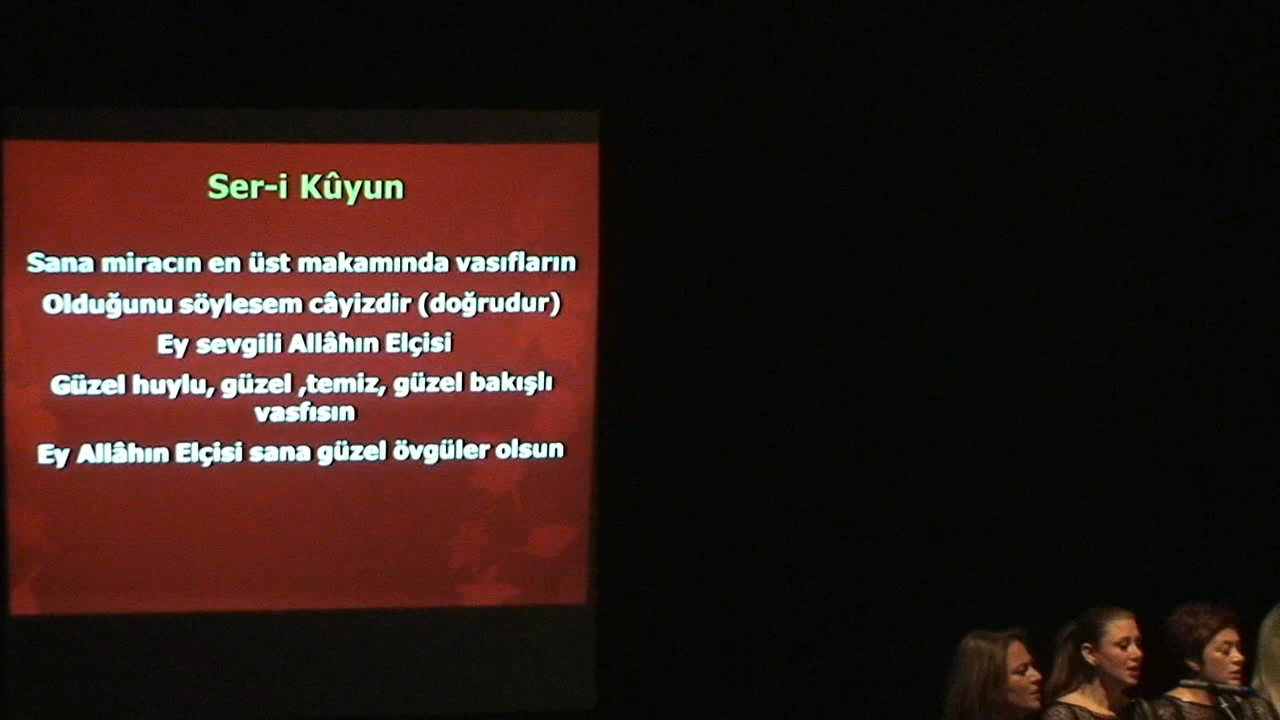 Ser-i Kûyun
Sana miracın en üst makamında vasıfların
Olduğunu söylesem câyizdir (doğrudur)
Ey sevgili Allâhın Elçisi
Güzel huylu, güzel ,temiz, güzel bakışlı
vasfısın
Ey Allâhın Elçisi sana güzel övgüler olsun